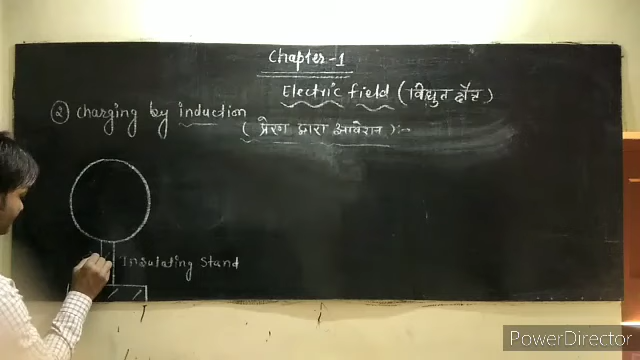 Chapter-1
Electric field (विद्युत क्षेत्र)
② Charging by induction
( प्रेरण द्वारा आवेशन ) :-
Insulating Stand
PowerDirector